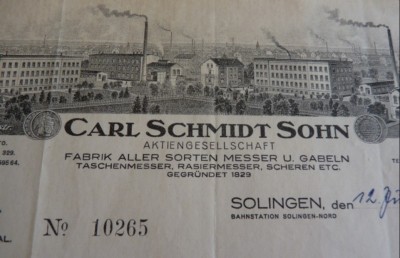 CARL SCHMIDT SOHN
AKTIENGESELLSCHAFT
FABRIK ALLER SORTEN MESSER U. GABELN
TASCHENMESSER, RASIERMESSER, SCHEREN ETC.
GEGRÜNDET 1829
SOLINGEN, den 12.
BAHNSTATION SOLINGEN-NORD
№ 10265